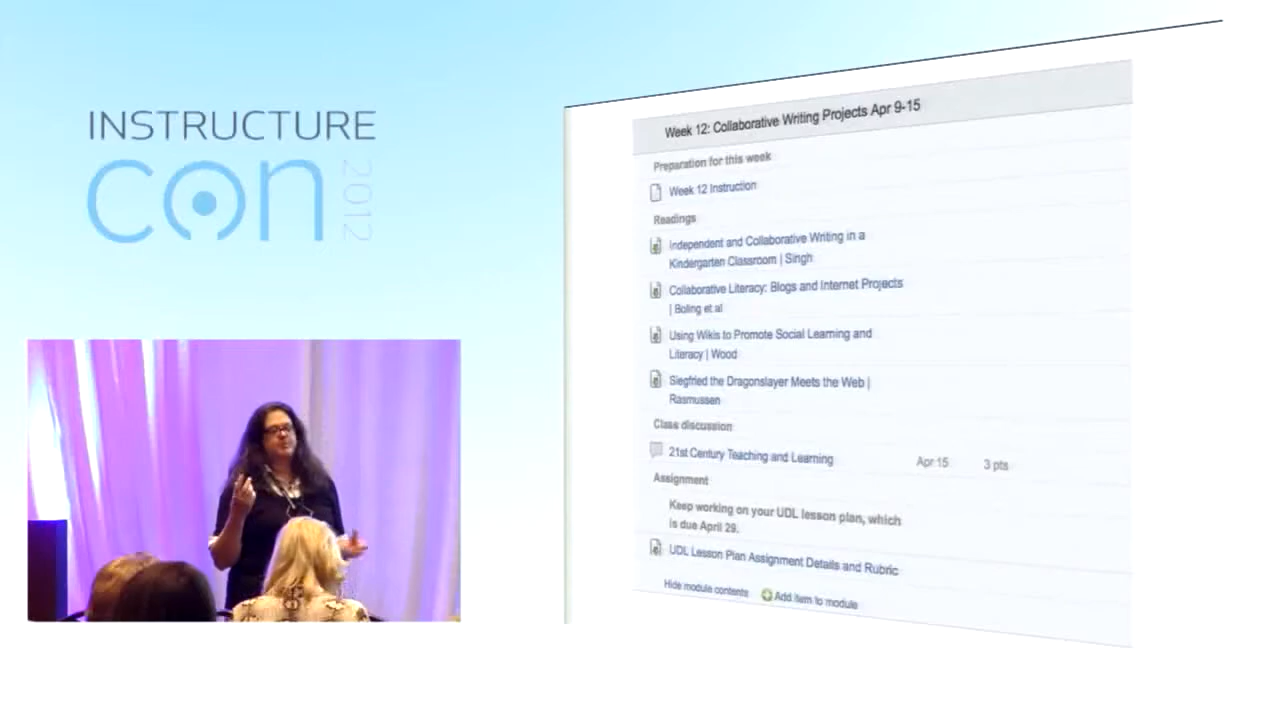 INSTRUCTURE
con 2012
Week 12: Collaborative Writing Projects Apr 9-15
Preparation for this week
Week 12 Instruction
Readings
Independent and Collaborative Writing in a
Kindergarten Classroom | Singh
Collaborative Literacy: Blogs and Internet Projects
| Boling et al
Using Wikis to Promote Social Learning and
Literacy | Wood
Siegfried the Dragonslayer Meets the Web |
Rasmussen
Class discussion
21st Century Teaching and Learning Apr 15 3 pts
Assignment
Keep working on your UDL lesson plan, which
is due April 29.
UDL Lesson Plan Assignment Details and Rubric
Hide module contents Add item to module